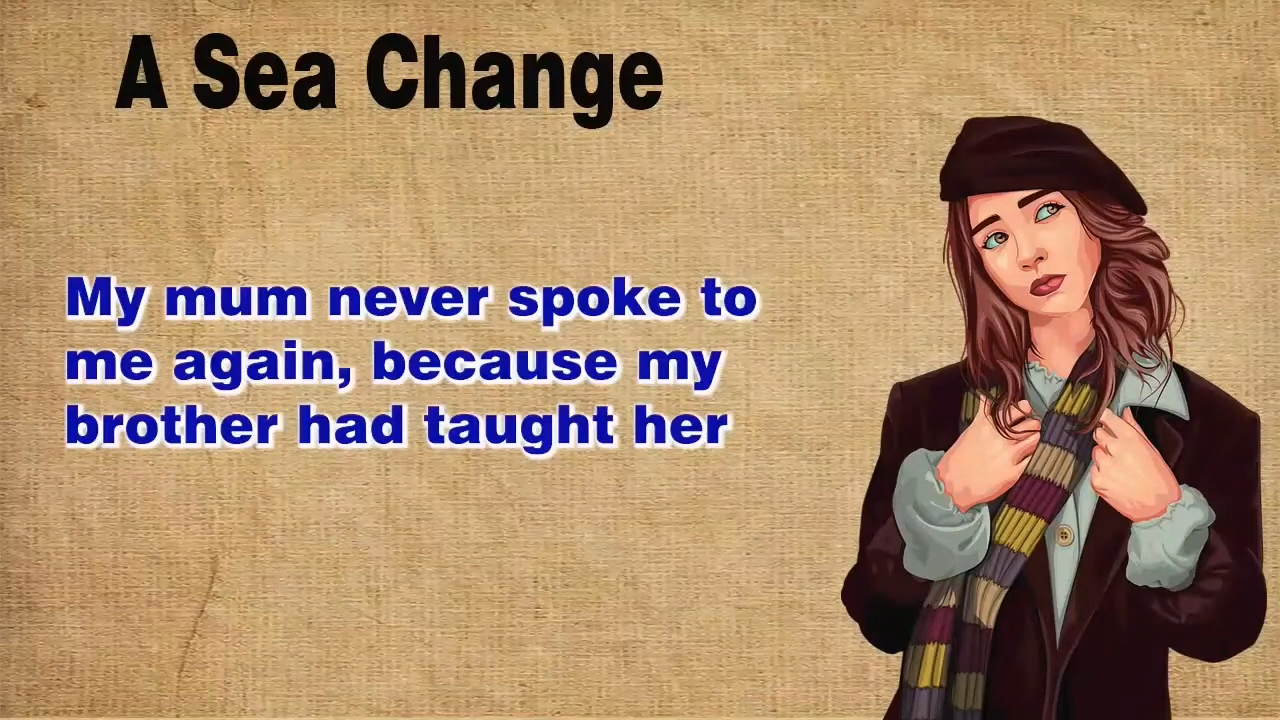 A Sea Change
My mum never spoke to
me again, because my
brother had taught her